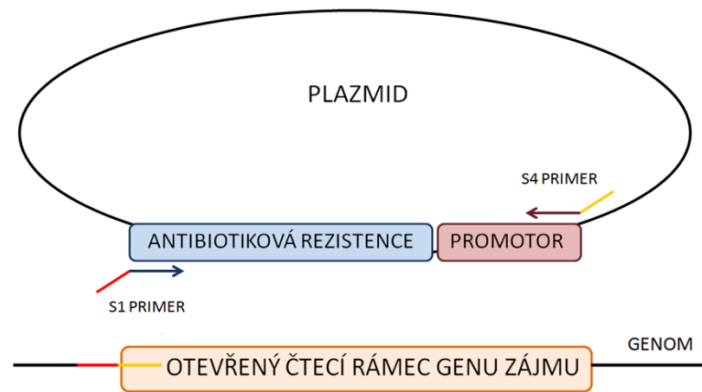 PLAZMID
S4 PRIMER
ANTIBIOTIKOVÁ REZISTENCE
PROMOTOR
S1 PRIMER
GENOM
OTEVŘENÝ ČTECÍ RÁMEC GENU ZÁJMU